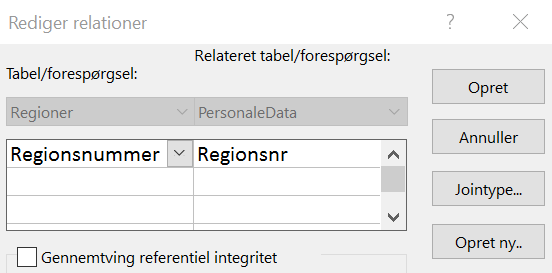 Rediger relationer
Relateret tabel/forespørgsel:
Tabel/forespørgsel:
Regioner PersonaleData
Opret
Regionsnummer Regionsnr
Annuller
Jointype...
Opret ny..
Gennemtving referentiel integritet